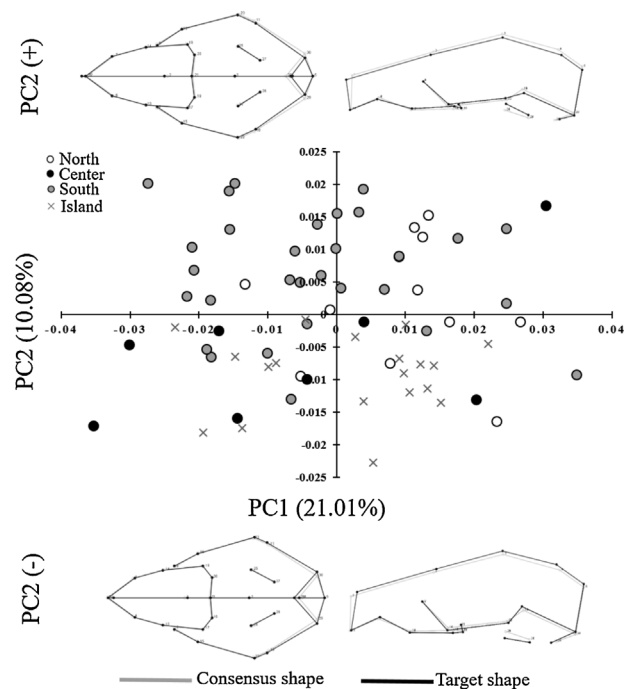 PC2 (+)
North
Center
South
Island
0.025
0.02
0.015
0.01
0.005
0
-0.04
-0.03
-0.02
-0.01
0
0.01
0.02
0.03
0.04
-0.005
-0.01
-0.015
-0.02
-0.025
PC2 (10.08%)
PC1 (21.01%)
PC2 (-)
Consensus shape
Target shape